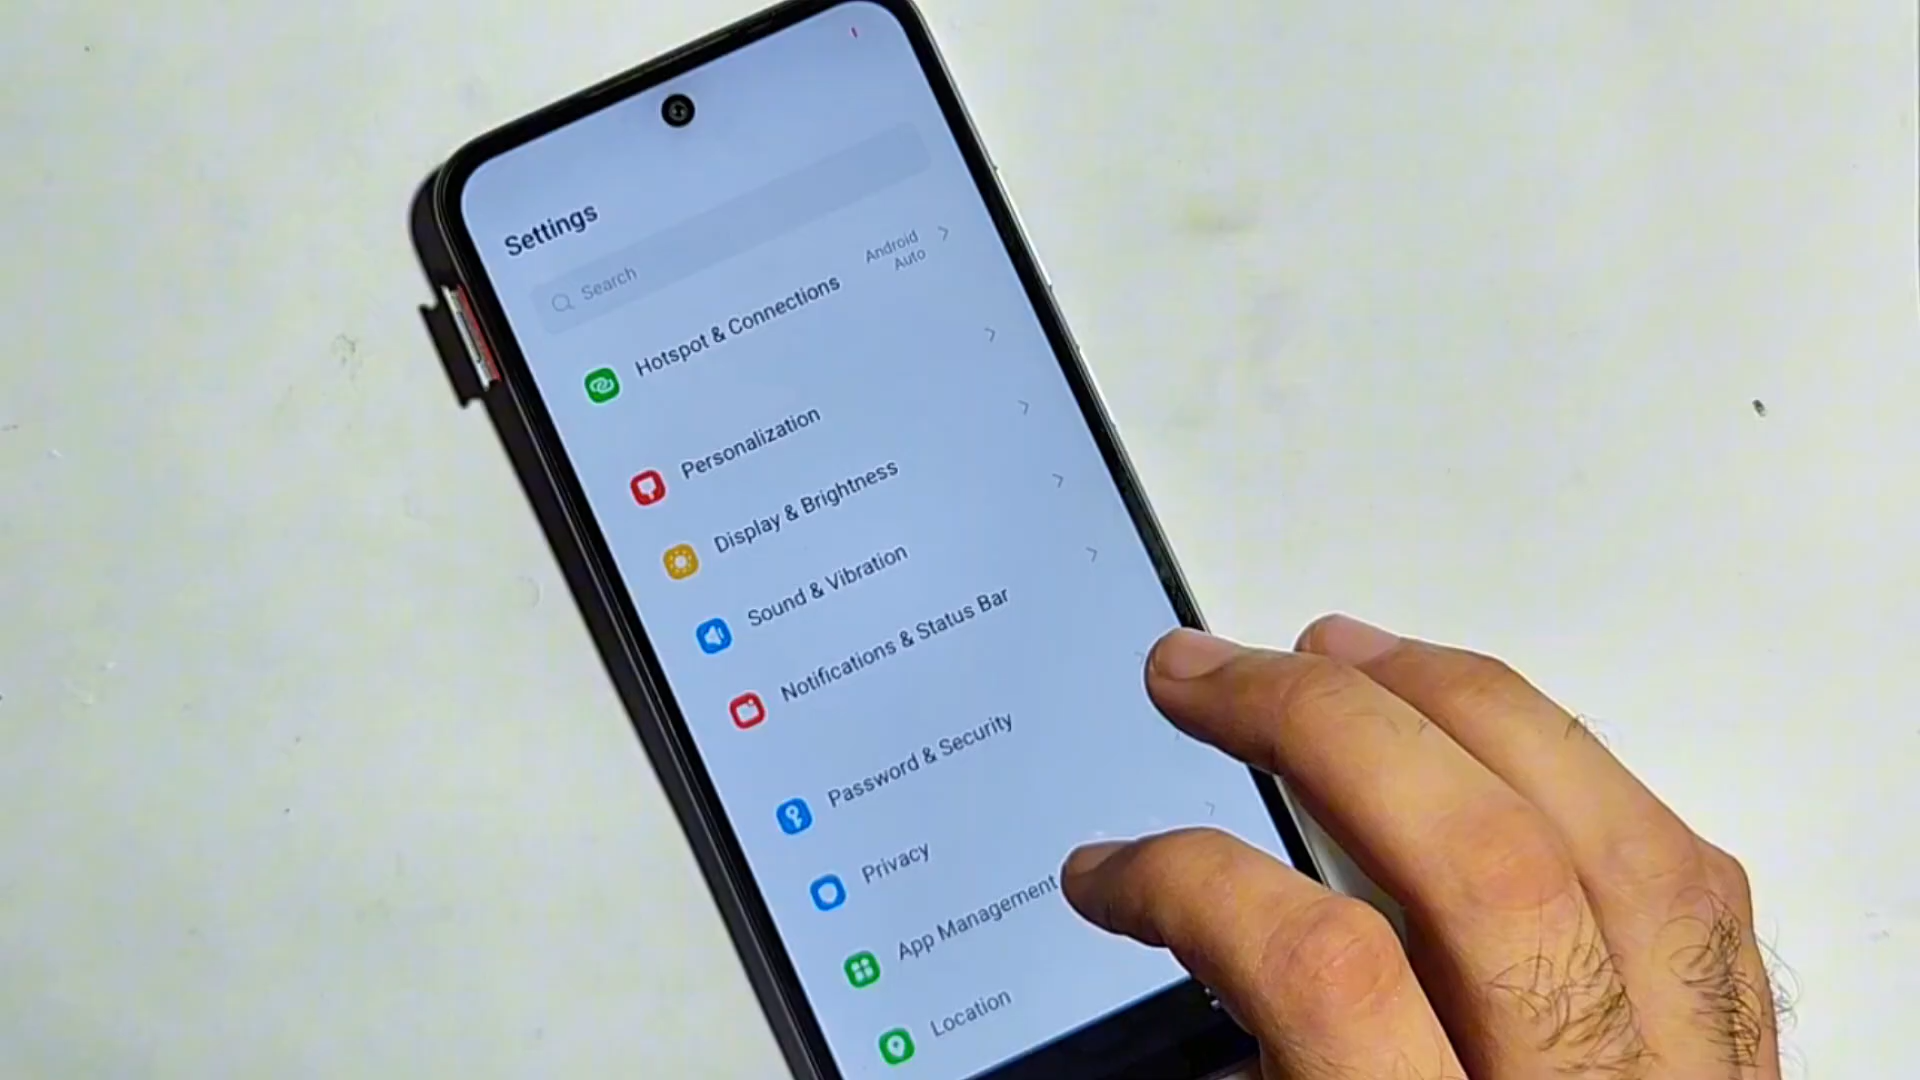 Settings
Search
Hotspot & Connections
Android
Auto
Personalization
Display & Brightness
Sound & Vibration
Notifications & Status Bar
Password & Security
Privacy
App Management
Location